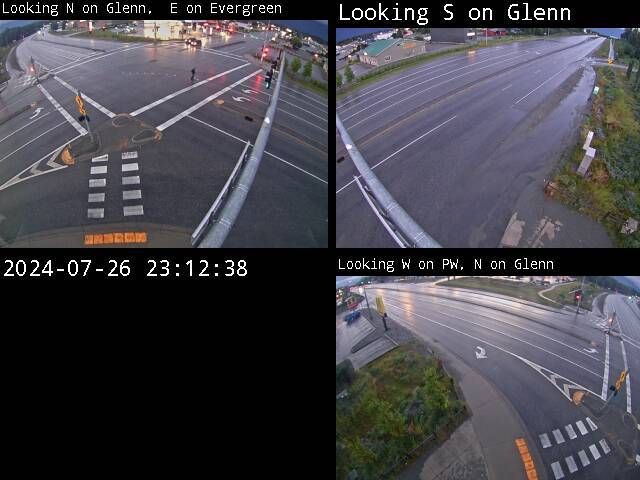 Looking N on Glenn,  E on Evergreen
Looking S on Glenn
2024-07-26 23:12:38
Looking W on PW, N on Glenn